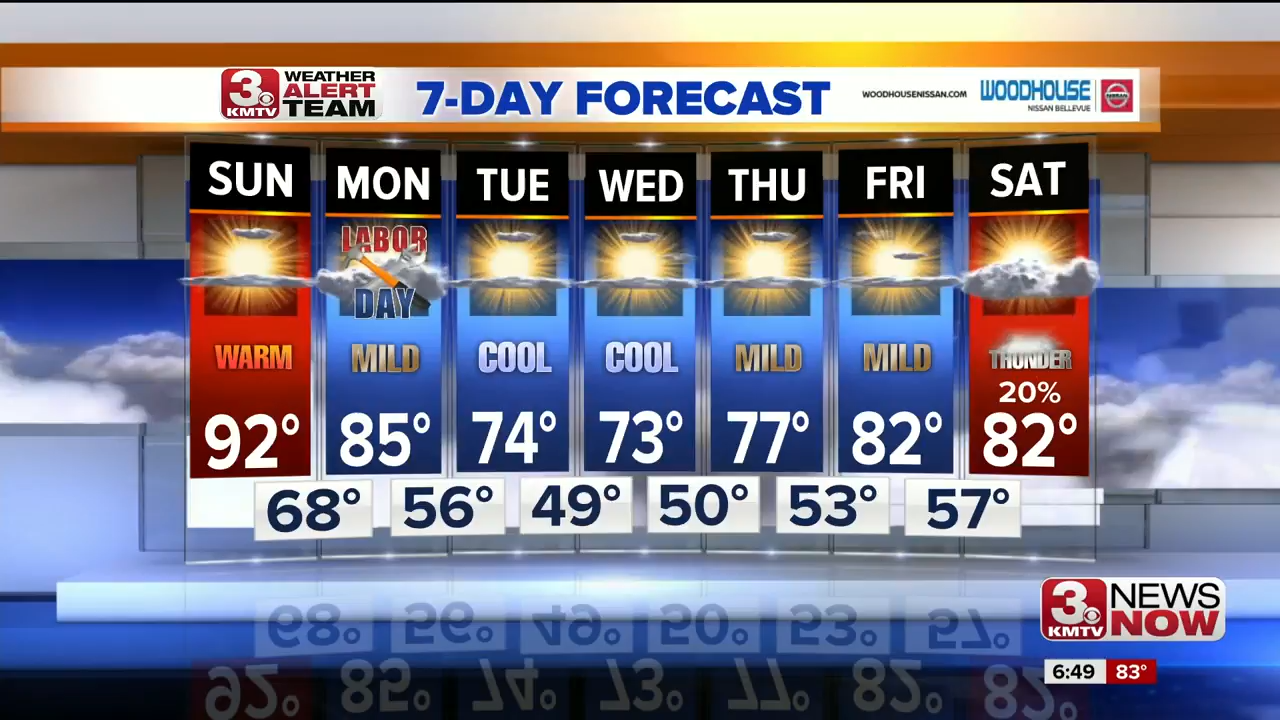 3 KMTV
WEATHER ALERT TEAM
7-DAY FORECAST
WOODHOUSENISSAN.COM
WOODHOUSE
NISSAN BELLEVUE
NISSAN
SUN MON TUE WED THU FRI SAT
LABOR
DAY
WARM MILD COOL COOL MILD MILD THUNDER
20%
92° 85° 74° 73° 77° 82° 82°
68° 56° 49° 50° 53° 57°
3 KMTV
NEWS NOW
6:49 83°